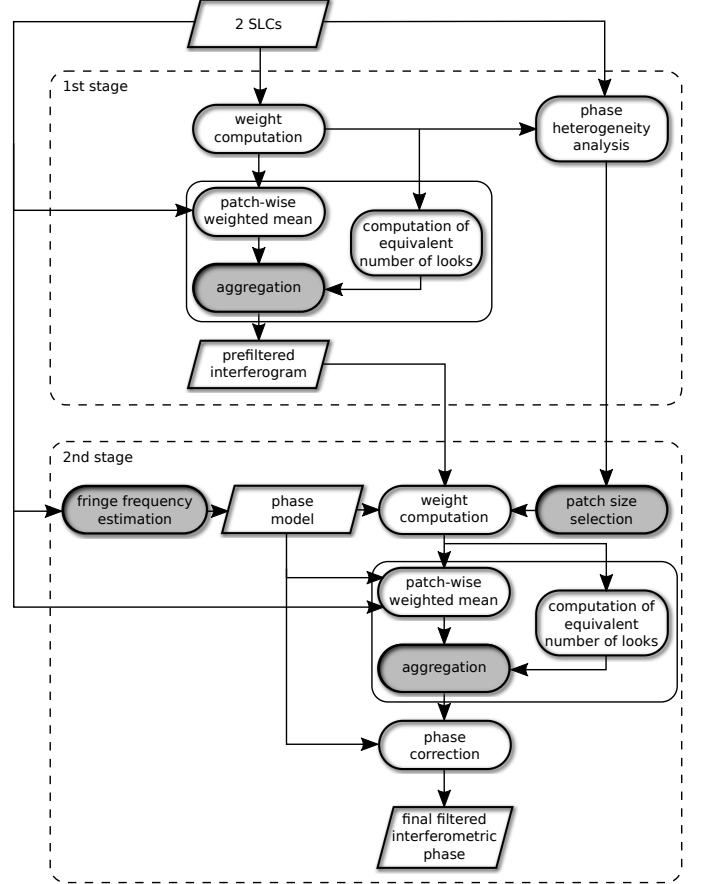 2 SLCs
1st stage
weight
computation
phase
heterogeneity
analysis
patch-wise
weighted mean
computation of
equivalent
number of looks
aggregation
prefiltered
interferogram
2nd stage
fringe frequency
estimation
phase
model
weight
computation
patch size
selection
patch-wise
weighted mean
computation of
equivalent
number of looks
aggregation
phase
correction
final filtered
interferometric
phase